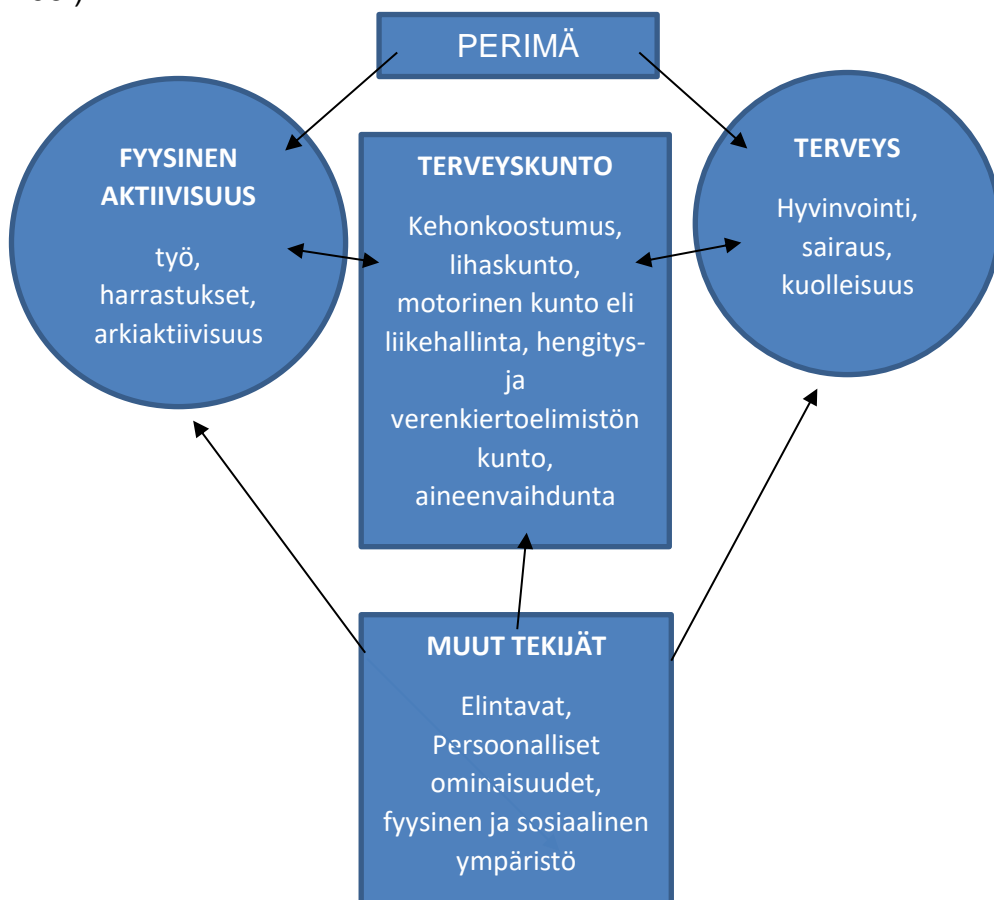 PERIMÄ
FYYSINEN
AKTIIVISUUS
työ,
harrastukset,
arkiaktiivisuus
TERVEYSKUNTO
Kehonkoostumus,
lihaskunto,
motorinen kunto eli
liikehallinta, hengitys-
ja
verenkiertoelimistön
kunto,
aineenvaihdunta
TERVEYS
Hyvinvointi,
sairaus,
kuolleisuus
MUUT TEKIJÄT
Elintavat,
Persoonalliset
ominaisuudet,
fyysinen ja sosiaalinen
ympäristö